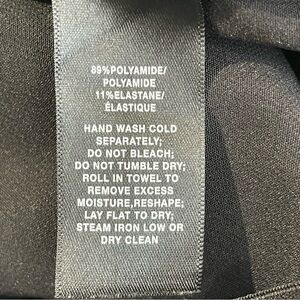 89%POLYAMIDE/
POLYAMIDE
11%ELASTANE/
ÉLASTIQUE
HAND WASH COLD
SEPARATELY;
DO NOT BLEACH;
DO NOT TUMBLE DRY;
ROLL IN TOWEL TO
REMOVE EXCESS
MOISTURE,RESHAPE;
LAY FLAT TO DRY;
STEAM IRON LOW OR
DRY CLEAN